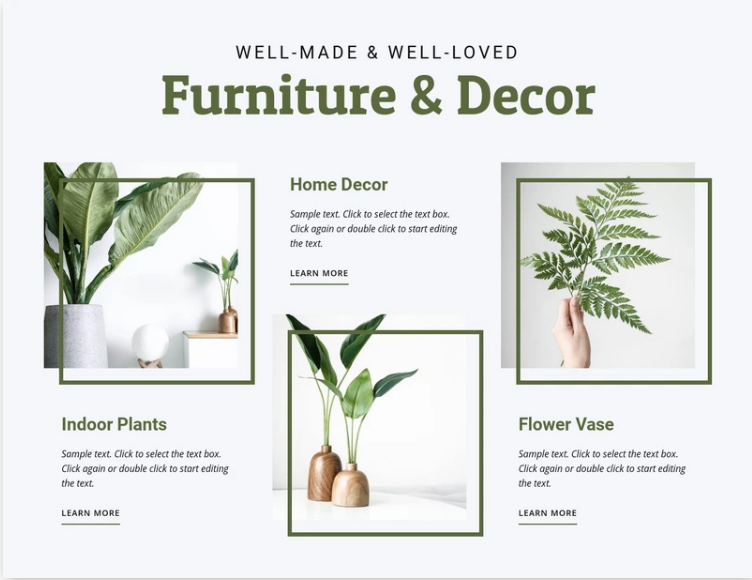 WELL-MADE & WELL-LOVED
Furniture & Decor
Home Decor
Sample text. Click to select the text box.
Click again or double click to start editing
the text.
LEARN MORE
Indoor Plants
Sample text. Click to select the text box.
Click again or double click to start editing
the text.
LEARN MORE
Flower Vase
Sample text. Click to select the text box.
Click again or double click to start editing
the text.
LEARN MORE